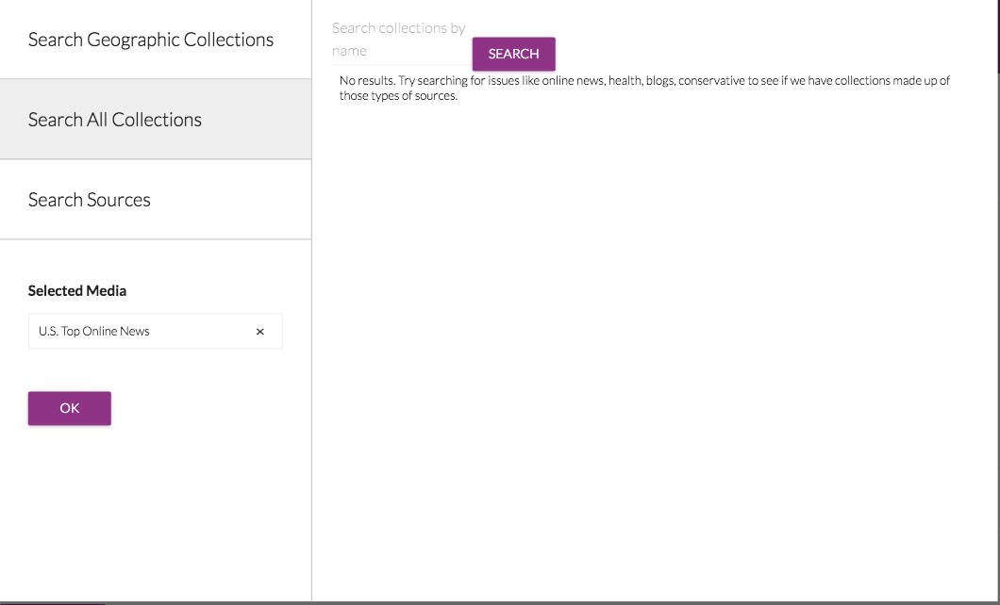 Search Geographic Collections
Search All Collections
Search Sources
Selected Media
U.S. Top Online News ×
OK
Search collections by
name
SEARCH
No results. Try searching for issues like online news, health, blogs, conservative to see if we have collections made up of
those types of sources.